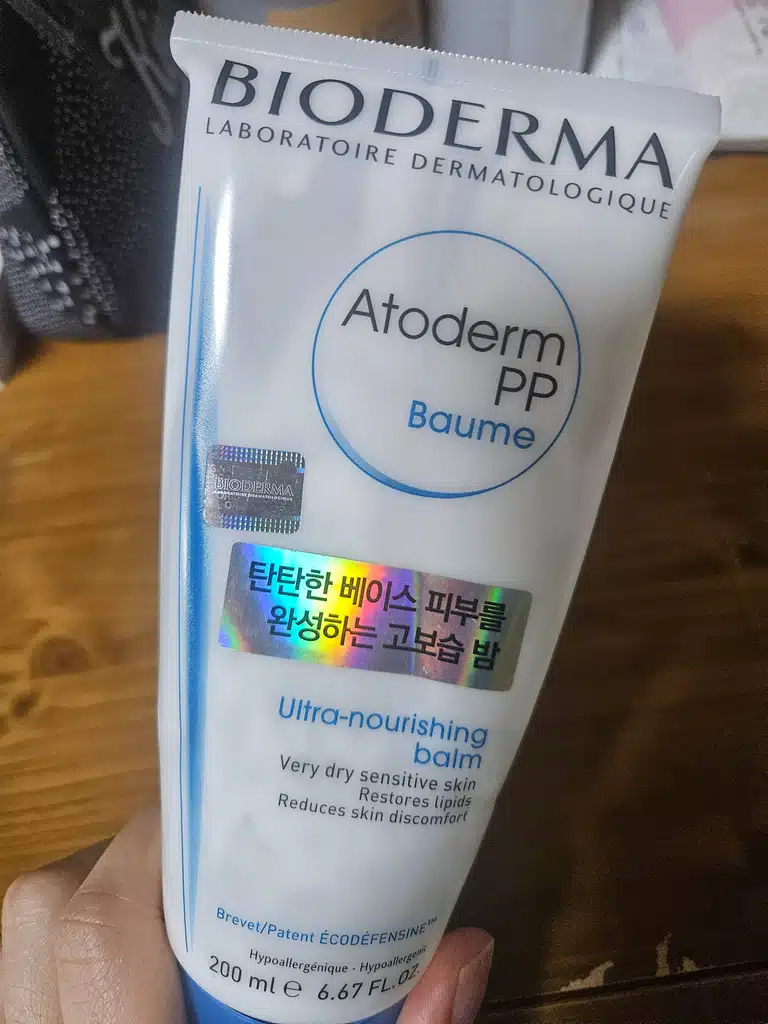 BIODERMA
LABORATOIRE DERMATOLOGIQUE
Atoderm
PP
Baume
BIODERMA
LABORATOIRE DERMATOLOGIQUE
탄탄한 베이스 피부를
완성하는 고보습 밤
Ultra-nourishing
balm
Very dry sensitive skin
Restores lipids
Reduces skin discomfort
Brevet/Patent ÉCODÉFENSINE™
Hypoallergénique - Hypoallergenic
200 ml ℮ 6.67 FL.OZ.